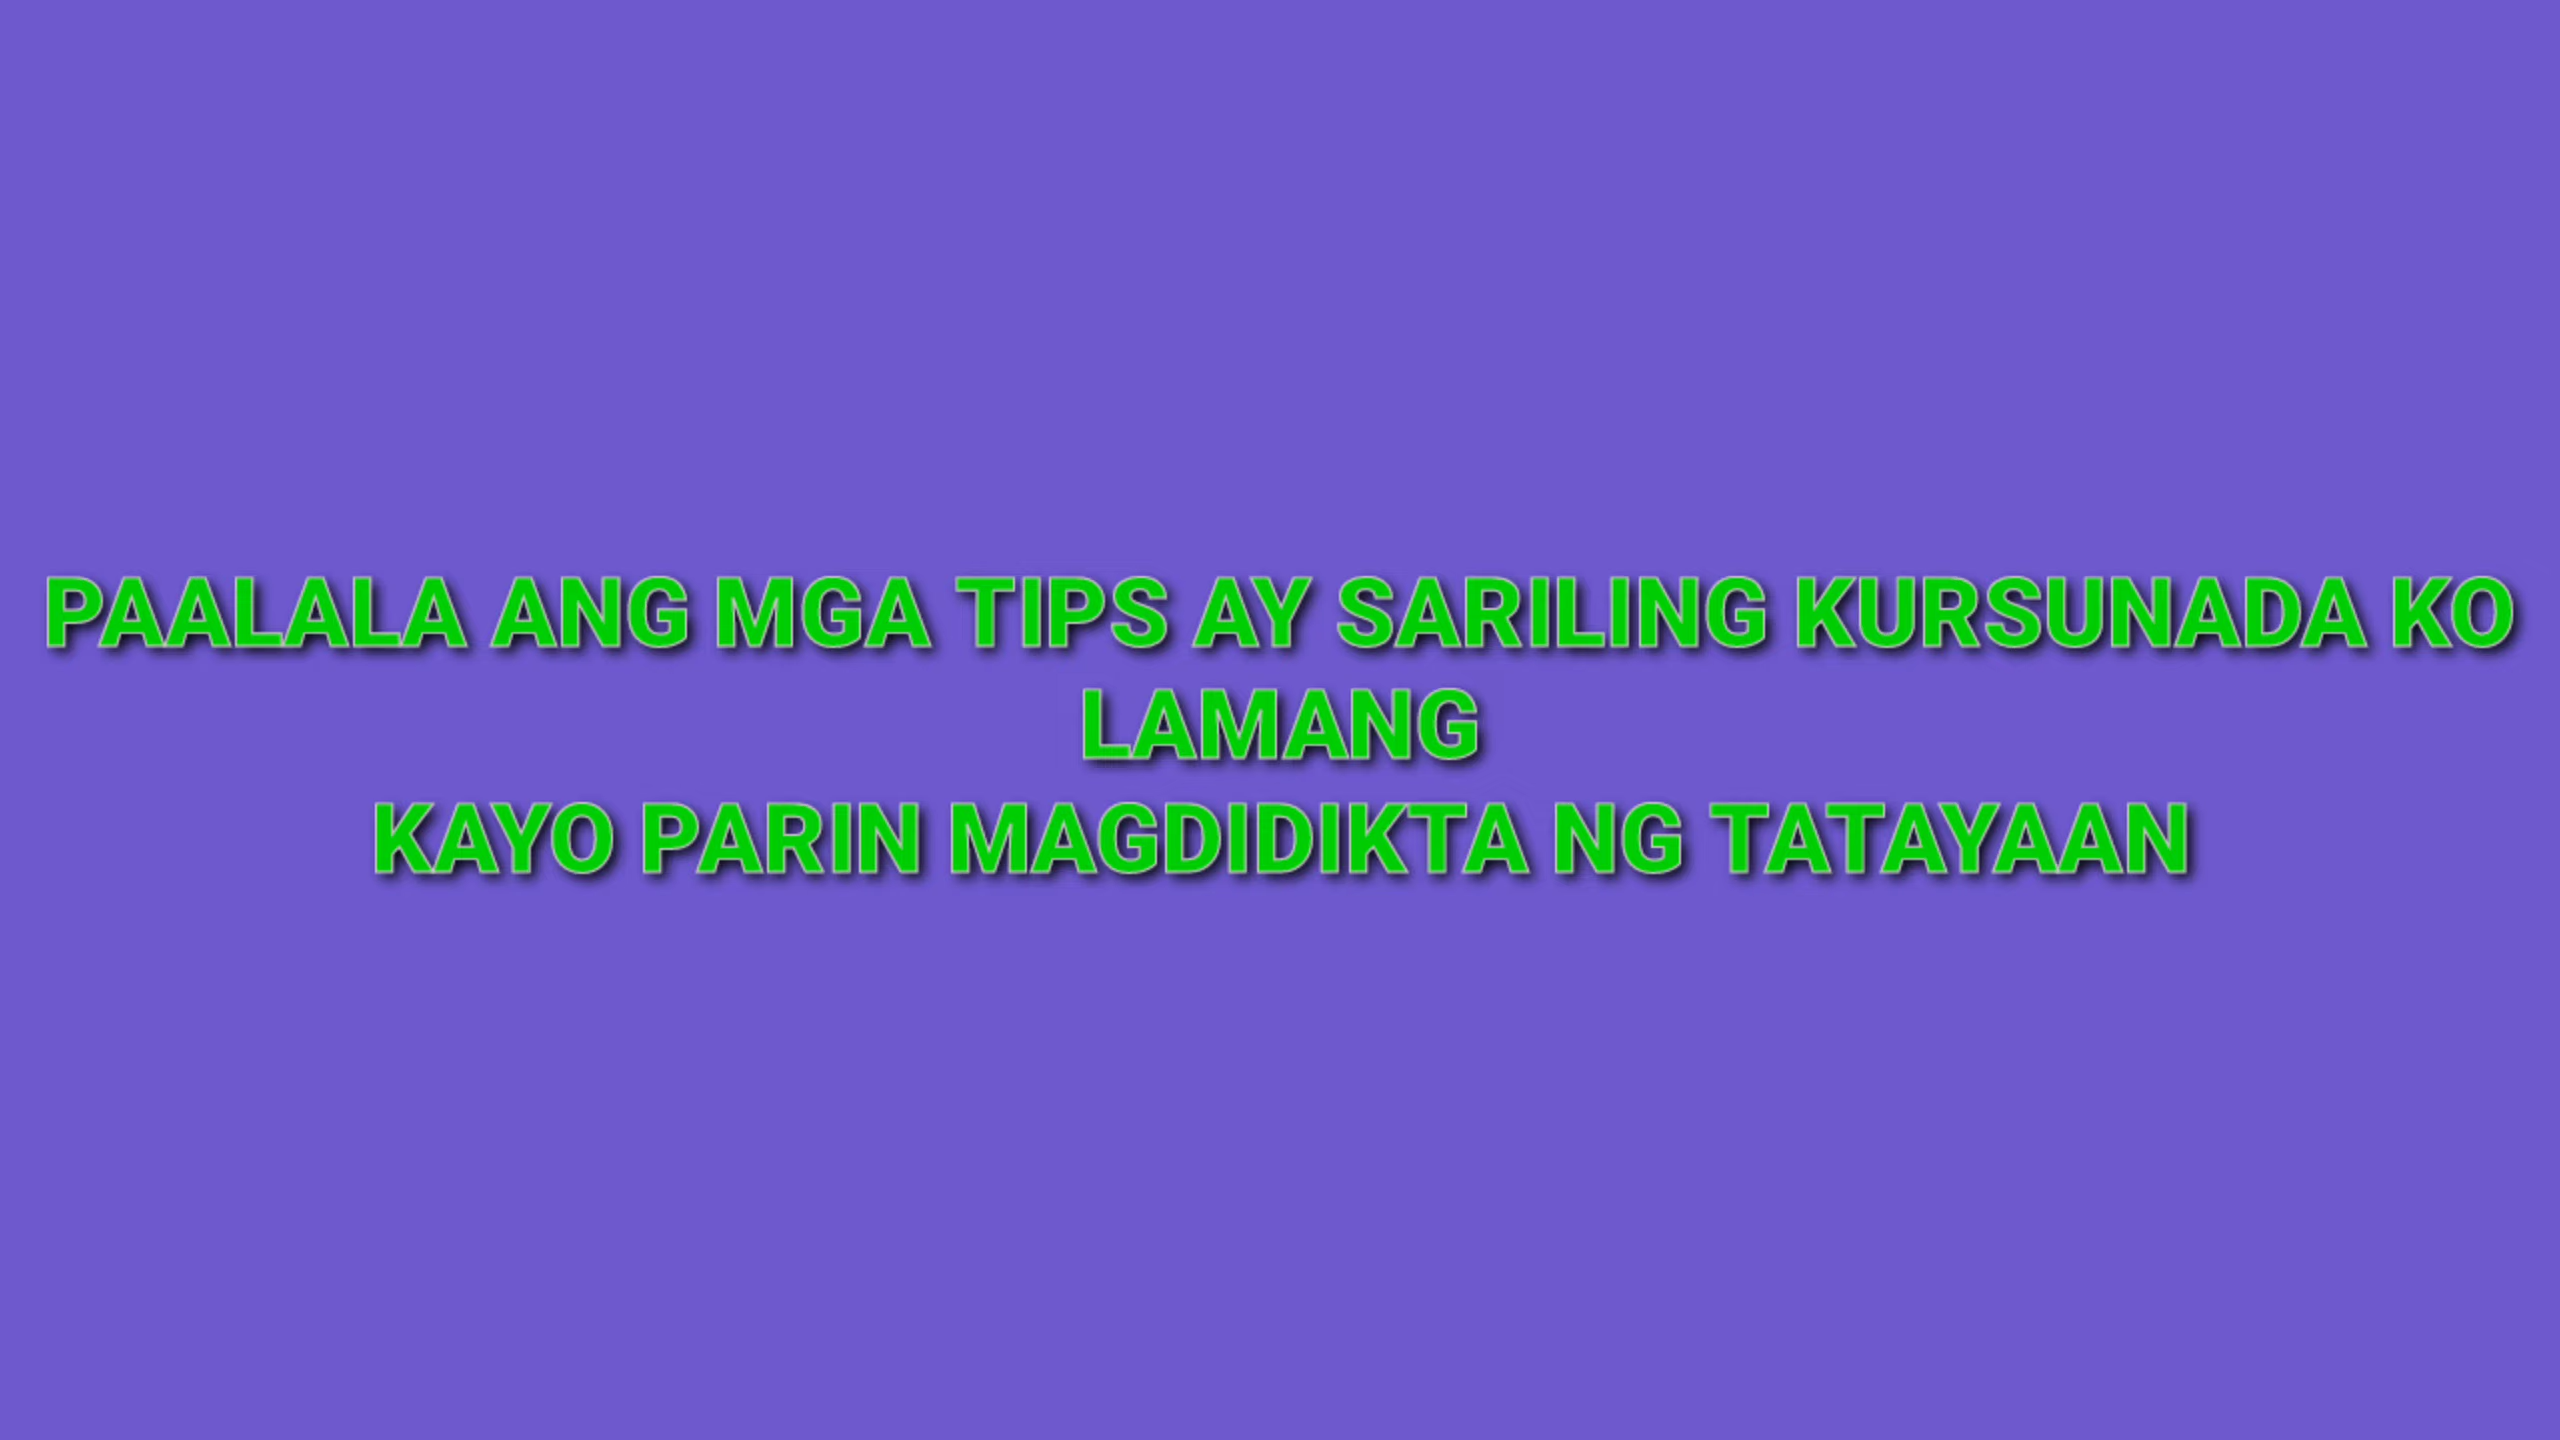 PAALALA ANG MGA TIPS AY SARILING KURSUNADA KO
LAMANG
KAYO PARIN MAGDIDIKTA NG TATAYAAN